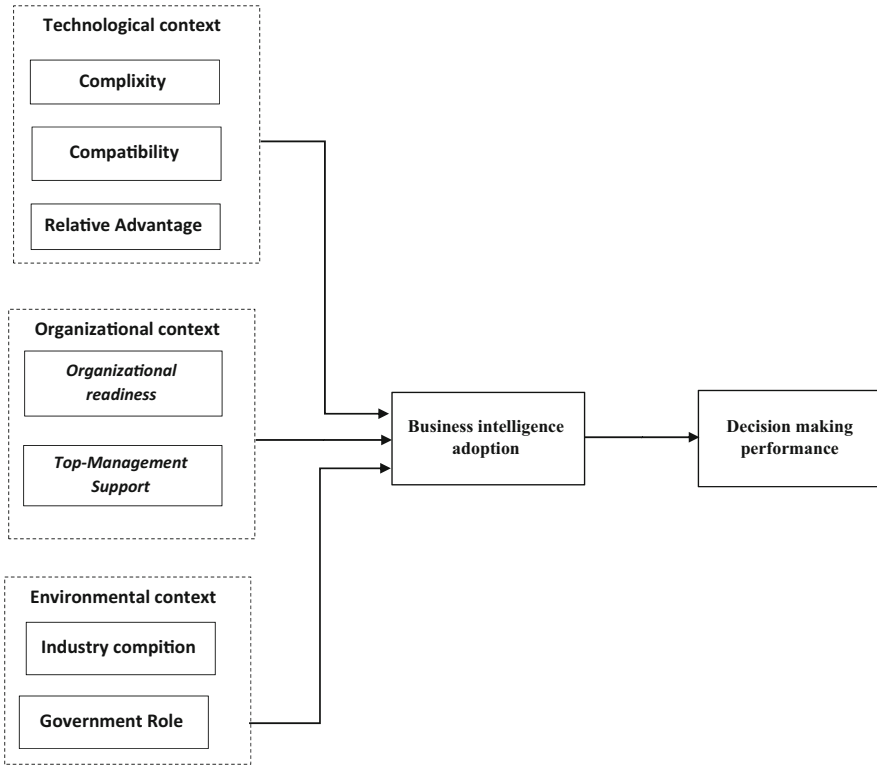 Technological context
Complixity
Compatibility
Relative Advantage
Organizational context
Organizational
readiness
Top-Management
Support
Environmental context
Industry compition
Government Role
Business intelligence
adoption
Decision making
performance